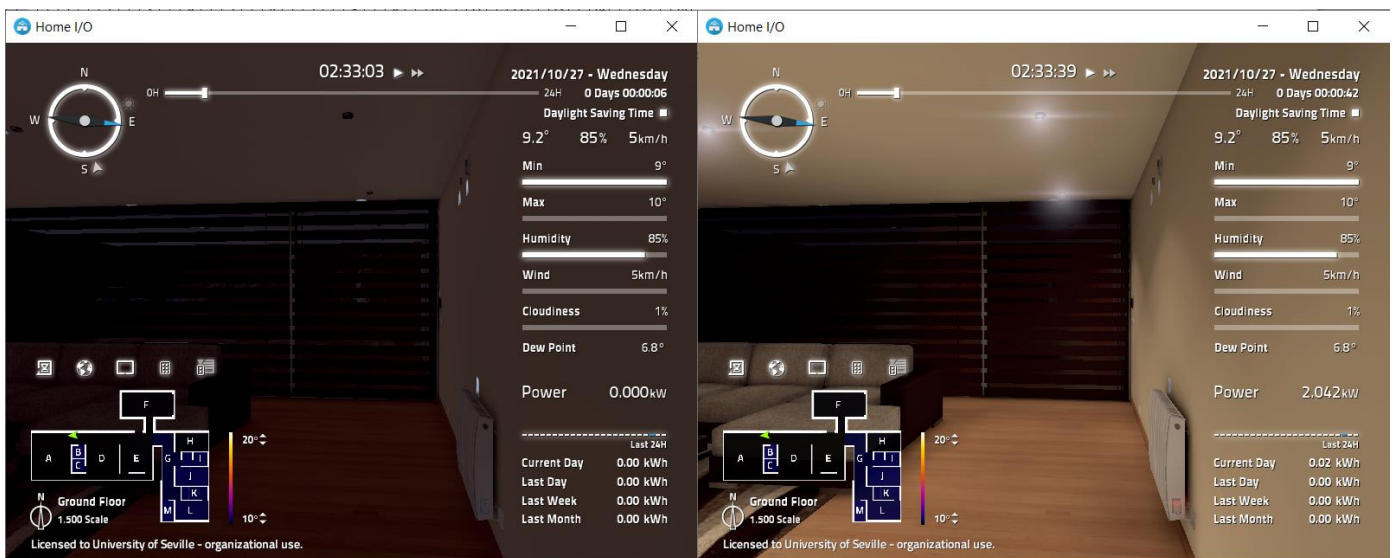 Home I/O
N
02:33:03
2021/10/27 - Wednesday
0H
24H
0 Days 00:00:06
W
E
Daylight Saving Time
9.2° 85% 5km/h
S
Min 9°
Max 10°
Humidity 85%
Wind 5km/h
Cloudiness 1%
Dew Point 6.8°
Power 0.000kW
F
Last 24H
H
20°
A B C D E G I
J
K
M L
Current Day 0.00 kWh
Last Day 0.00 kWh
Last Week 0.00 kWh
Last Month 0.00 kWh
N
Ground Floor
1.500 Scale
10°
Licensed to University of Seville - organizational use.
Home I/O
N
02:33:39
2021/10/27 - Wednesday
0H
24H
0 Days 00:00:42
W
E
Daylight Saving Time
9.2° 85% 5km/h
S
Min 9°
Max 10°
Humidity 85%
Wind 5km/h
Cloudiness 1%
Dew Point 6.8°
Power 2.042kW
F
Last 24H
H
20°
A B C D E G I
J
K
M L
Current Day 0.02 kWh
Last Day 0.00 kWh
Last Week 0.00 kWh
Last Month 0.00 kWh
N
Ground Floor
1.500 Scale
10°
Licensed to University of Seville - organizational use.